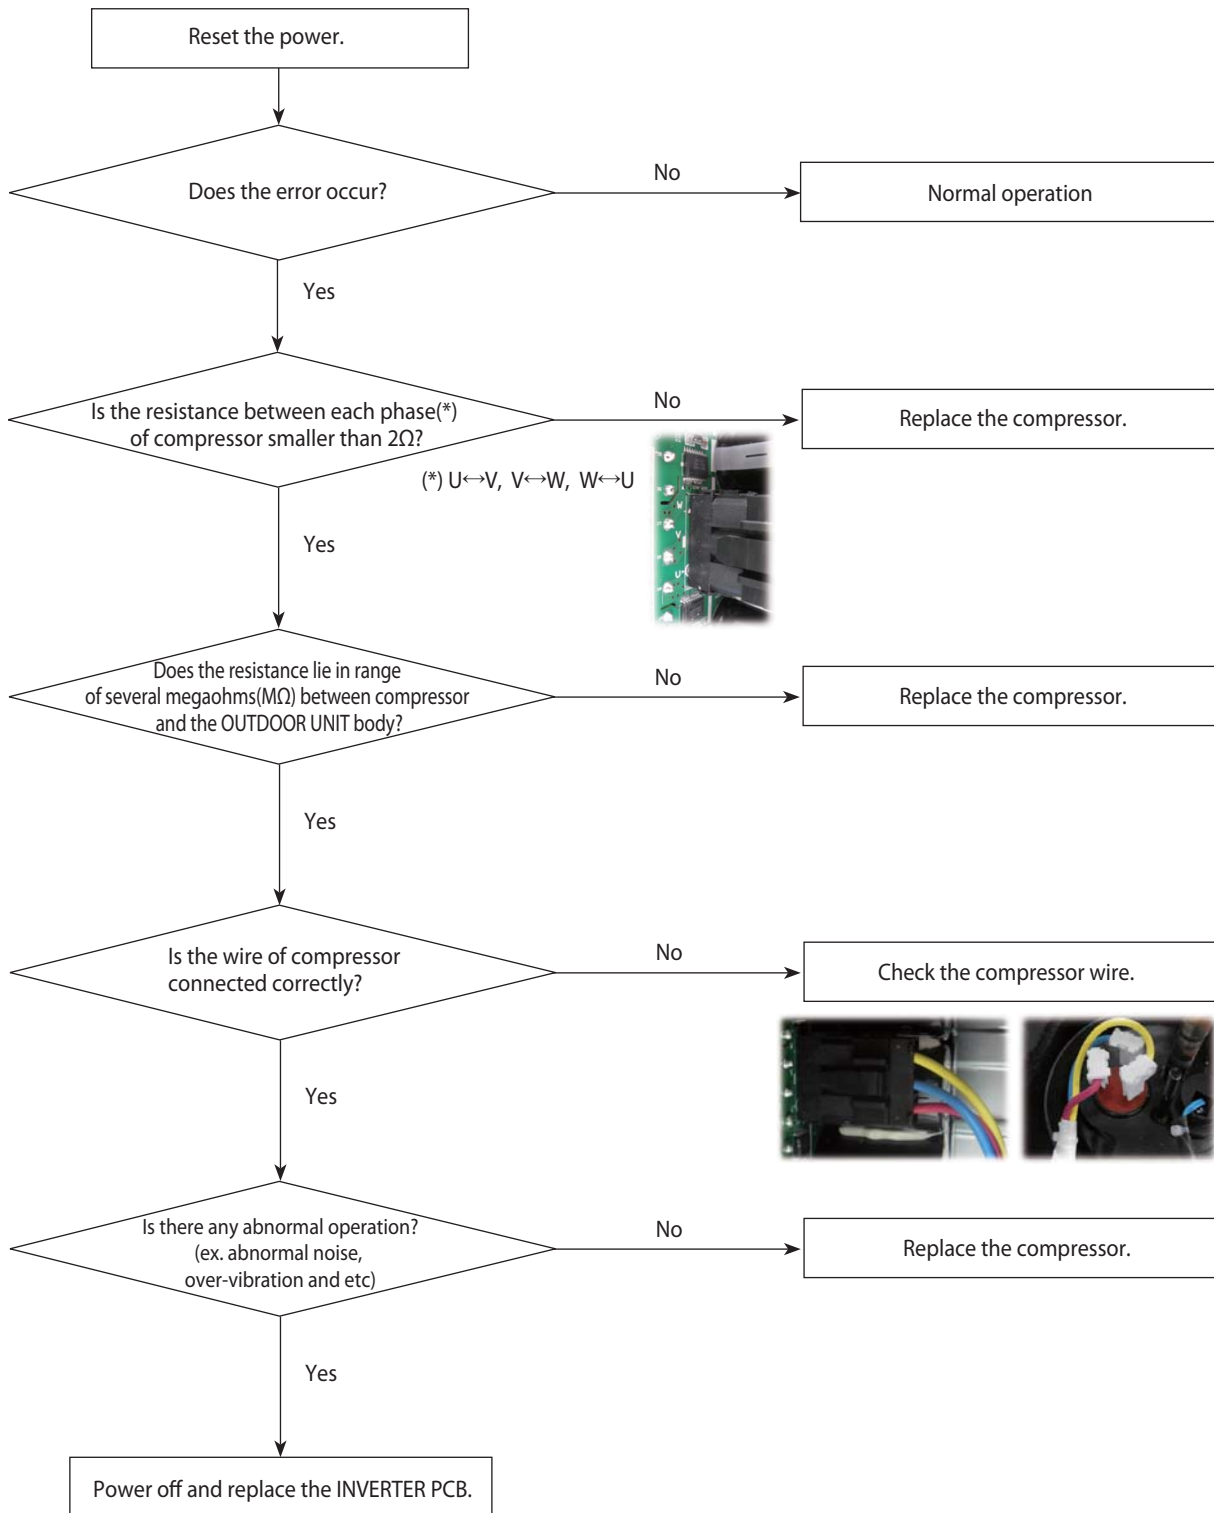 Reset the power.
Does the error occur?
No
Normal operation
Yes
Is the resistance between each phase(*)
of compressor smaller than 2Ω?
No
Replace the compressor.
(*) U↔V, V↔W, W↔U
W
V
U
Yes
Does the resistance lie in range
of several megaohms(MΩ) between compressor
and the OUTDOOR UNIT body?
No
Replace the compressor.
Yes
Is the wire of compressor
connected correctly?
No
Check the compressor wire.
Yes
Is there any abnormal operation?
(ex. abnormal noise,
over-vibration and etc)
No
Replace the compressor.
Yes
Power off and replace the INVERTER PCB.